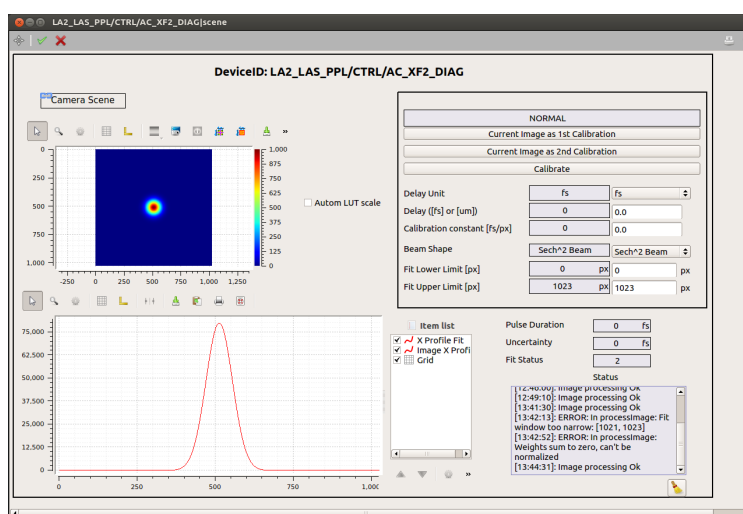 LA2_LAS_PPL/CTRL/AC_XF2_DIAG|scene
DeviceID: LA2_LAS_PPL/CTRL/AC_XF2_DIAG
Camera Scene
»
0
250
500
750
1,000
-250 0 250 500 750 1,000 1,250
1,000
875
750
625
500
375
250
125
0
Autom LUT scale
NORMAL
Current Image as 1st Calibration
Current Image as 2nd Calibration
Calibrate
Delay Unit fs fs
Delay ([fs] or [um]) 0 0.0
Calibration constant [fs/px] 0 0.0
Beam Shape Sech^2 Beam Sech^2 Beam
Fit Lower Limit [px] 0 px 0 px
Fit Upper Limit [px] 1023 px 1023 px
75,000
62,500
50,000
37,500
25,000
12,500
0
0 250 500 750 1,000
Item list
X Profile Fit
Image X Profi
Grid
»
Pulse Duration 0 fs
Uncertainty 0 fs
Fit Status 2
Status
[12:46:00]: Image processing Ok
[12:49:10]: Image processing Ok
[13:41:30]: Image processing Ok
[13:42:13]: ERROR: In processImage: Fit
window too narrow: [1021, 1023]
[13:42:52]: ERROR: In processImage:
Weights sum to zero, can't be
normalized
[13:44:31]: Image processing Ok